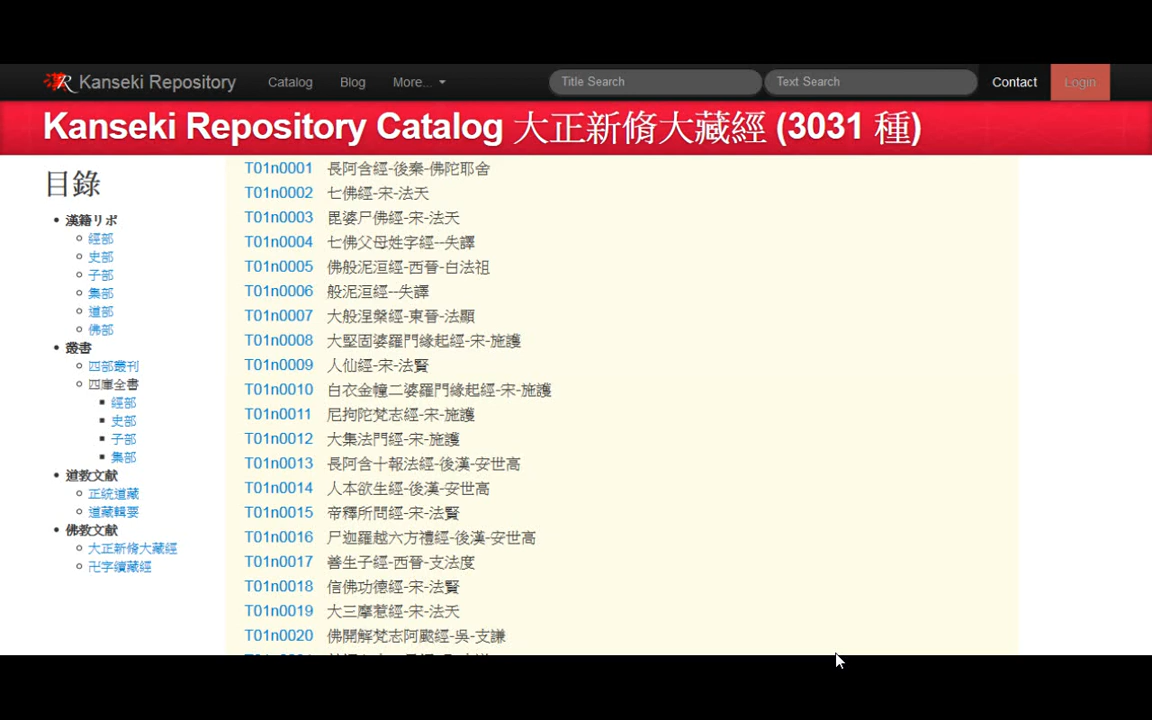 Kanseki Repository Catalog Blog More... Title Search Text Search Contact Login
Kanseki Repository Catalog 大正新脩大藏經 (3031 種)
目錄
漢籍リポ
經部
史部
子部
集部
道部
佛部
叢書
四部叢刊
四庫全書
經部
史部
子部
集部
道敎文献
正統道藏
道藏輯要
佛敎文献
大正新脩大藏經
卍字續藏經
T01n0001 長阿含經-後秦-佛陀耶舍
T01n0002 七佛經-宋-法天
T01n0003 毘婆尸佛經-宋-法天
T01n0004 七佛父母姓字經--失譯
T01n0005 佛般泥洹經-西晉-白法祖
T01n0006 般泥洹經--失譯
T01n0007 大般涅槃經-東晉-法顯
T01n0008 大堅固婆羅門緣起經-宋-施護
T01n0009 人仙經-宋-法賢
T01n0010 白衣金幢二婆羅門緣起經-宋-施護
T01n0011 尼拘陀梵志經-宋-施護
T01n0012 大集法門經-宋-施護
T01n0013 長阿含十報法經-後漢-安世高
T01n0014 人本欲生經-後漢-安世高
T01n0015 帝釋所問經-宋-法賢
T01n0016 尸迦羅越六方禮經-後漢-安世高
T01n0017 善生子經-西晉-支法度
T01n0018 信佛功德經-宋-法賢
T01n0019 大三摩惹經-宋-法天
T01n0020 佛開解梵志阿颰經-吳-支謙